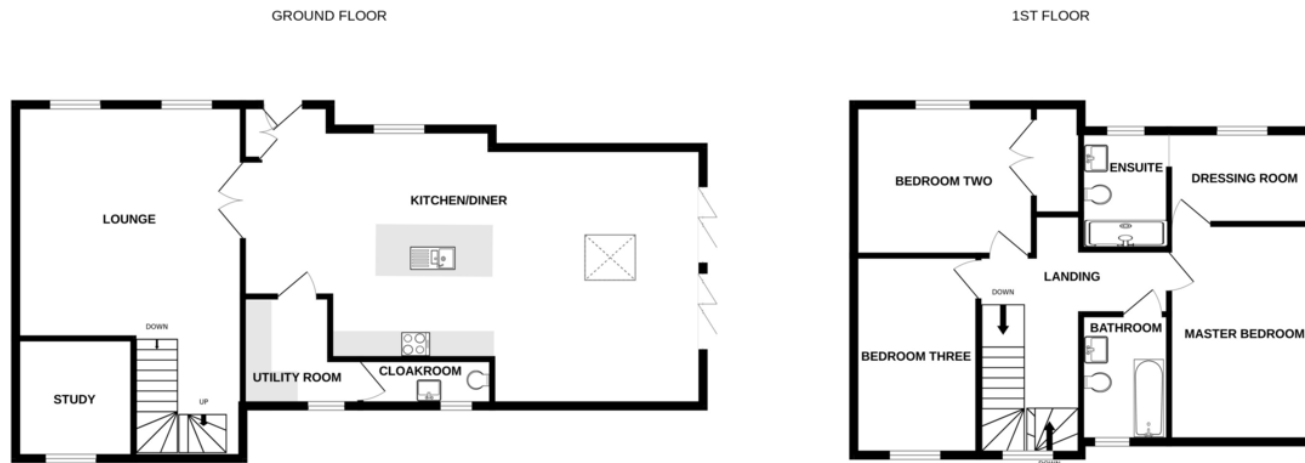 GROUND FLOOR
LOUNGE
KITCHEN/DINER
DOWN
UP
STUDY
UTILITY ROOM
CLOAKROOM
1ST FLOOR
BEDROOM TWO
ENSUITE
DRESSING ROOM
LANDING
DOWN
BEDROOM THREE
BATHROOM
MASTER BEDROOM
DOWN